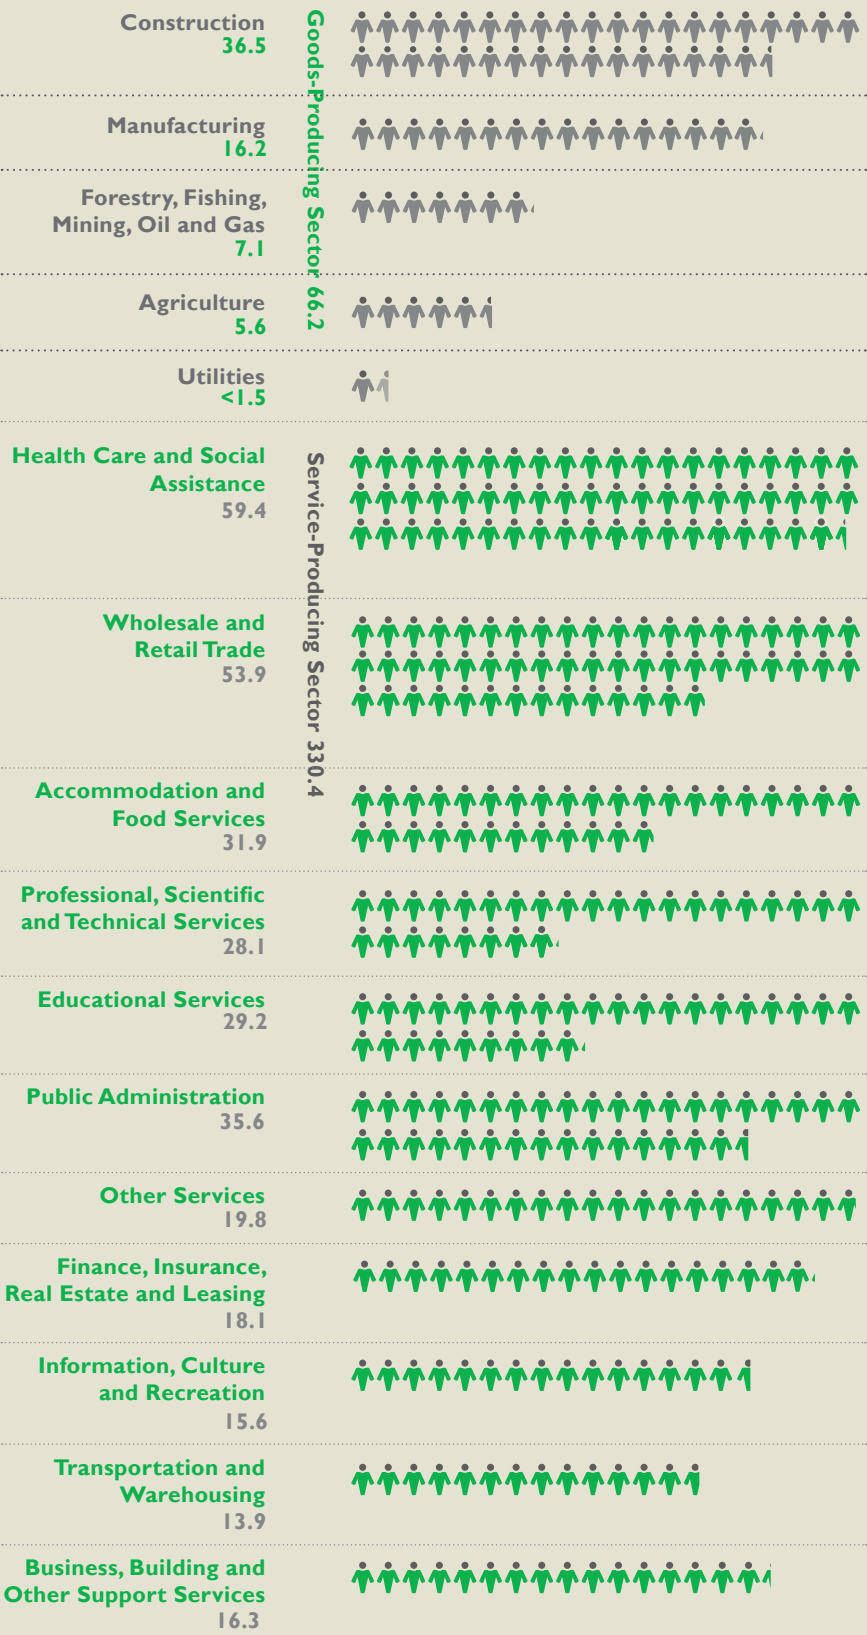 Construction
36.5
Goods-Producing Sector 66.2
Manufacturing
16.2
Forestry, Fishing,
Mining, Oil and Gas
7.1
Agriculture
5.6
Utilities
<1.5
Service-Producing Sector 330.4
Health Care and Social
Assistance
59.4
Wholesale and
Retail Trade
53.9
Accommodation and
Food Services
31.9
Professional, Scientific
and Technical Services
28.1
Educational Services
29.2
Public Administration
35.6
Other Services
19.8
Finance, Insurance,
Real Estate and Leasing
18.1
Information, Culture
and Recreation
15.6
Transportation and
Warehousing
13.9
Business, Building and
Other Support Services
16.3